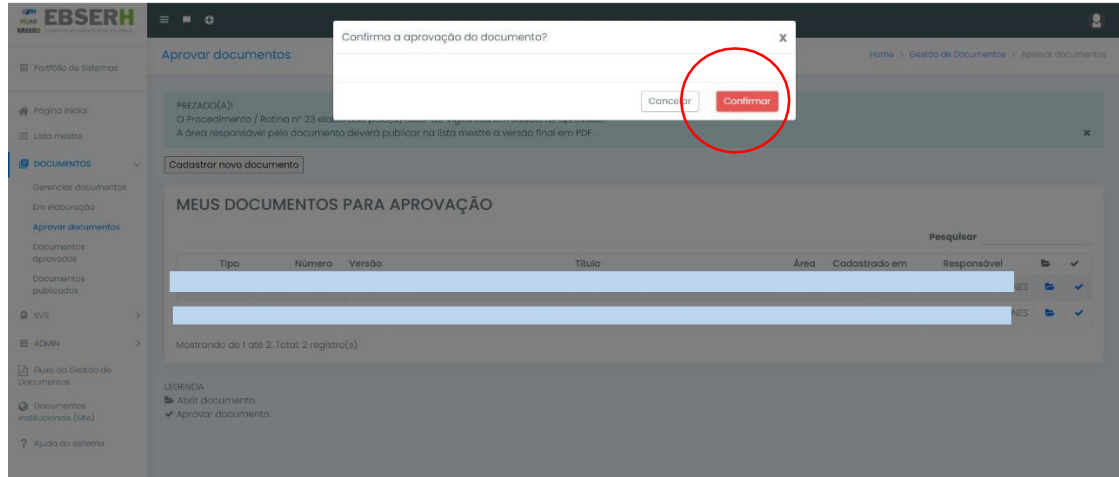 EBSERH
Confirma a aprovação do documento?
x
Cancelar
Confirmar
Aprovar documentos
Home > Gestão de Documentos > Aprovar documentos
Portfólio de Sistemas
Página inicial
Lista mestre
DOCUMENTOS
Gerenciar documentos
Em elaboração
Aprovar documentos
Documentos
aprovados
Documentos
publicados
SVS
ADMIN
Fluxo da Gestão de
Documentos
Documentos
Institucionais (Site)
? Ajuda do sistema
PREZADO(A)!
O Procedimento / Rotina nº 23
A área responsável pelo documento deverá publicar na lista mestre a versão final em PDF.
x
Cadastrar novo documento
MEUS DOCUMENTOS PARA APROVAÇÃO
Pesquisar
Tipo Número Versão Título Área Cadastrado em Responsável
NES
NES
Mostrando de 1 até 2. Total: 2 registro(s)
LEGENDA
Abrir documento.
Aprovar documento.